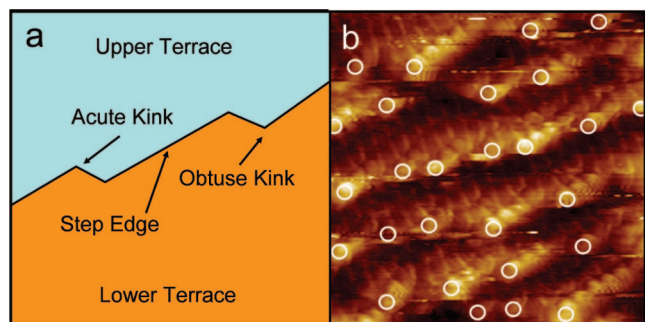 a
b
Upper Terrace
Acute Kink
Obtuse Kink
Step Edge
Lower Terrace